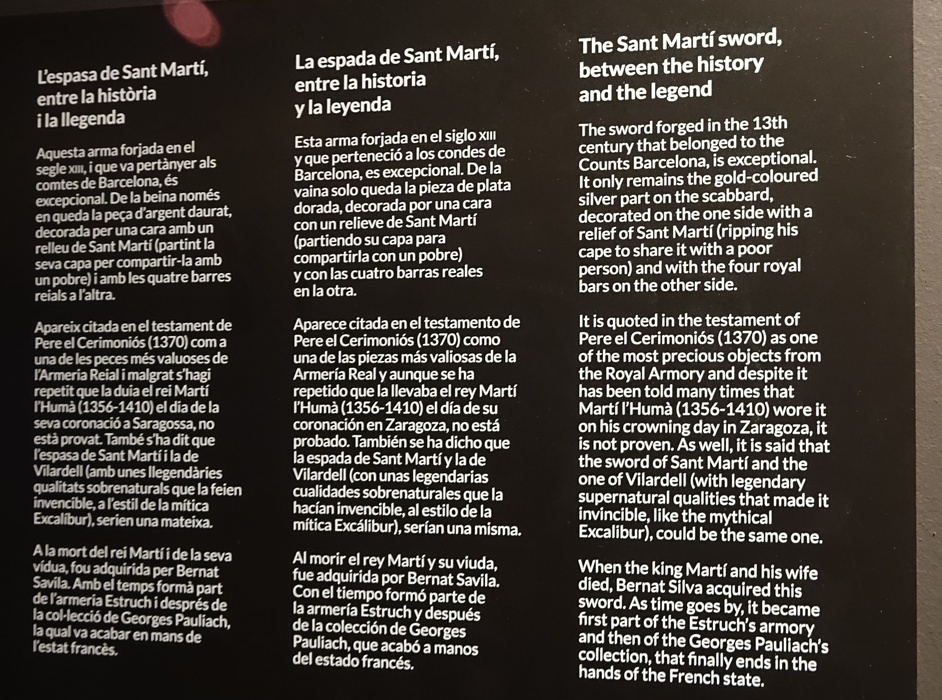 L'espasa de Sant Martí,
entre la història
i la llegenda
Aquesta arma forjada en el
segle XIII, i que va pertànyer als
comtes de Barcelona, és
excepcional. De la beina només
en queda la peça d'argent daurat,
decorada per una cara amb un
relleu de Sant Martí (partint la
seva capa per compartir-la amb
un pobre) i amb les quatre barres
reials a l'altra.
Apareix citada en el testament de
Pere el Cerimoniós (1370) com a
una de les peces més valuoses de
l'Armeria Reial i malgrat s'hagi
repetit que la duia el rei Martí
l'Humà (1356-1410) el dia de la
seva coronació a Saragossa, no
està provat. També s'ha dit que
l'espasa de Sant Martí i la de
Vilardell (amb unes llegendàries
qualitats sobrenaturals que la feien
invencible, a l'estil de la mítica
Excalibur), serien una mateixa.
A la mort del rei Martí i de la seva
vídua, fou adquirida per Bernat
Savila. Amb el temps formà part
de l'armeria Estruch i després de
la col·lecció de Georges Pauliach,
la qual va acabar en mans de
l'estat francès.
La espada de Sant Martí,
entre la historia
y la leyenda
Esta arma forjada en el siglo XIII
y que perteneció a los condes de
Barcelona, es excepcional. De la
vaina solo queda la pieza de plata
dorada, decorada por una cara
con un relieve de Sant Martí
(partiendo su capa para
compartirla con un pobre)
y con las cuatro barras reales
en la otra.
Aparece citada en el testamento de
Pere el Cerimoniós (1370) como
una de las piezas más valiosas de la
Armería Real y aunque se ha
repetido que la llevaba el rey Martí
l'Humà (1356-1410) el día de su
coronación en Zaragoza, no está
probado. También se ha dicho que
la espada de Sant Martí y la de
Vilardell (con unas legendarias
cualidades sobrenaturales que la
hacían invencible, al estilo de la
mítica Excálibur), serían una misma.
Al morir el rey Martí y su viuda,
fue adquirida por Bernat Savila.
Con el tiempo formó parte de
la armería Estruch y después
de la colección de Georges
Pauliach, que acabó a manos
del estado francés.
The Sant Martí sword,
between the history
and the legend
The sword forged in the 13th
century that belonged to the
Counts Barcelona, is exceptional.
It only remains the gold-coloured
silver part on the scabbard,
decorated on the one side with a
relief of Sant Martí (ripping his
cape to share it with a poor
person) and with the four royal
bars on the other side.
It is quoted in the testament of
Pere el Cerimoniós (1370) as one
of the most precious objects from
the Royal Armory and despite it
has been told many times that
Martí l'Humà (1356-1410) wore it
on his crowning day in Zaragoza, it
is not proven. As well, it is said that
the sword of Sant Martí and the
one of Vilardell (with legendary
supernatural qualities that made it
invincible, like the mythical
Excalibur), could be the same one.
When the king Martí and his wife
died, Bernat Silva acquired this
sword. As time goes by, it became
first part of the Estruch's armory
and then of the Georges Pauliach's
collection, that finally ends in the
hands of the French state.